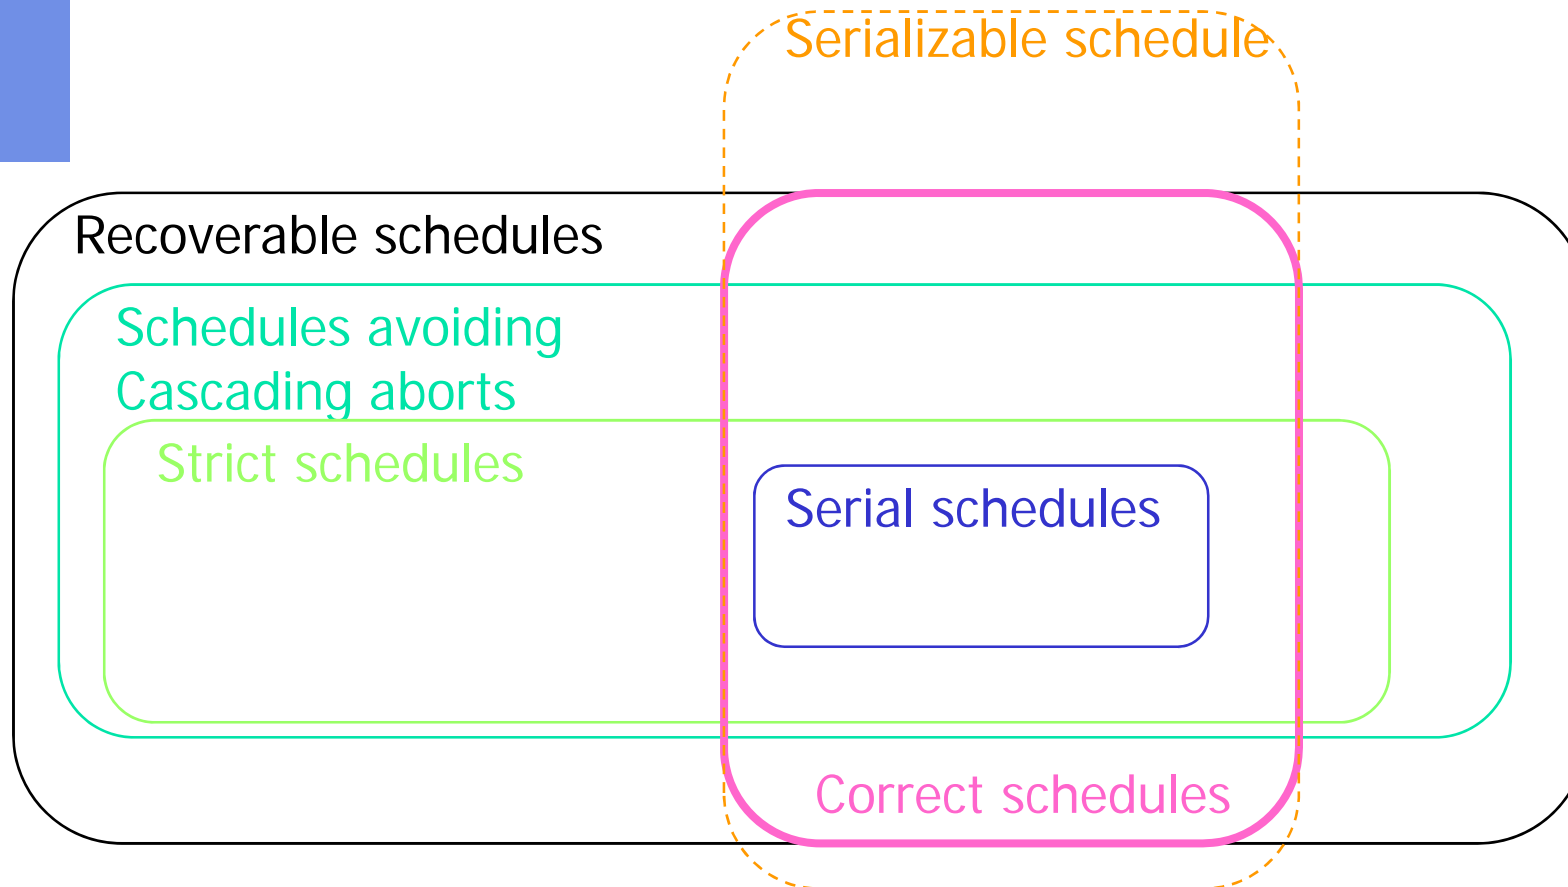 Serializable schedule
Recoverable schedules
Schedules avoiding
Cascading aborts
Strict schedules
Serial schedules
Correct schedules